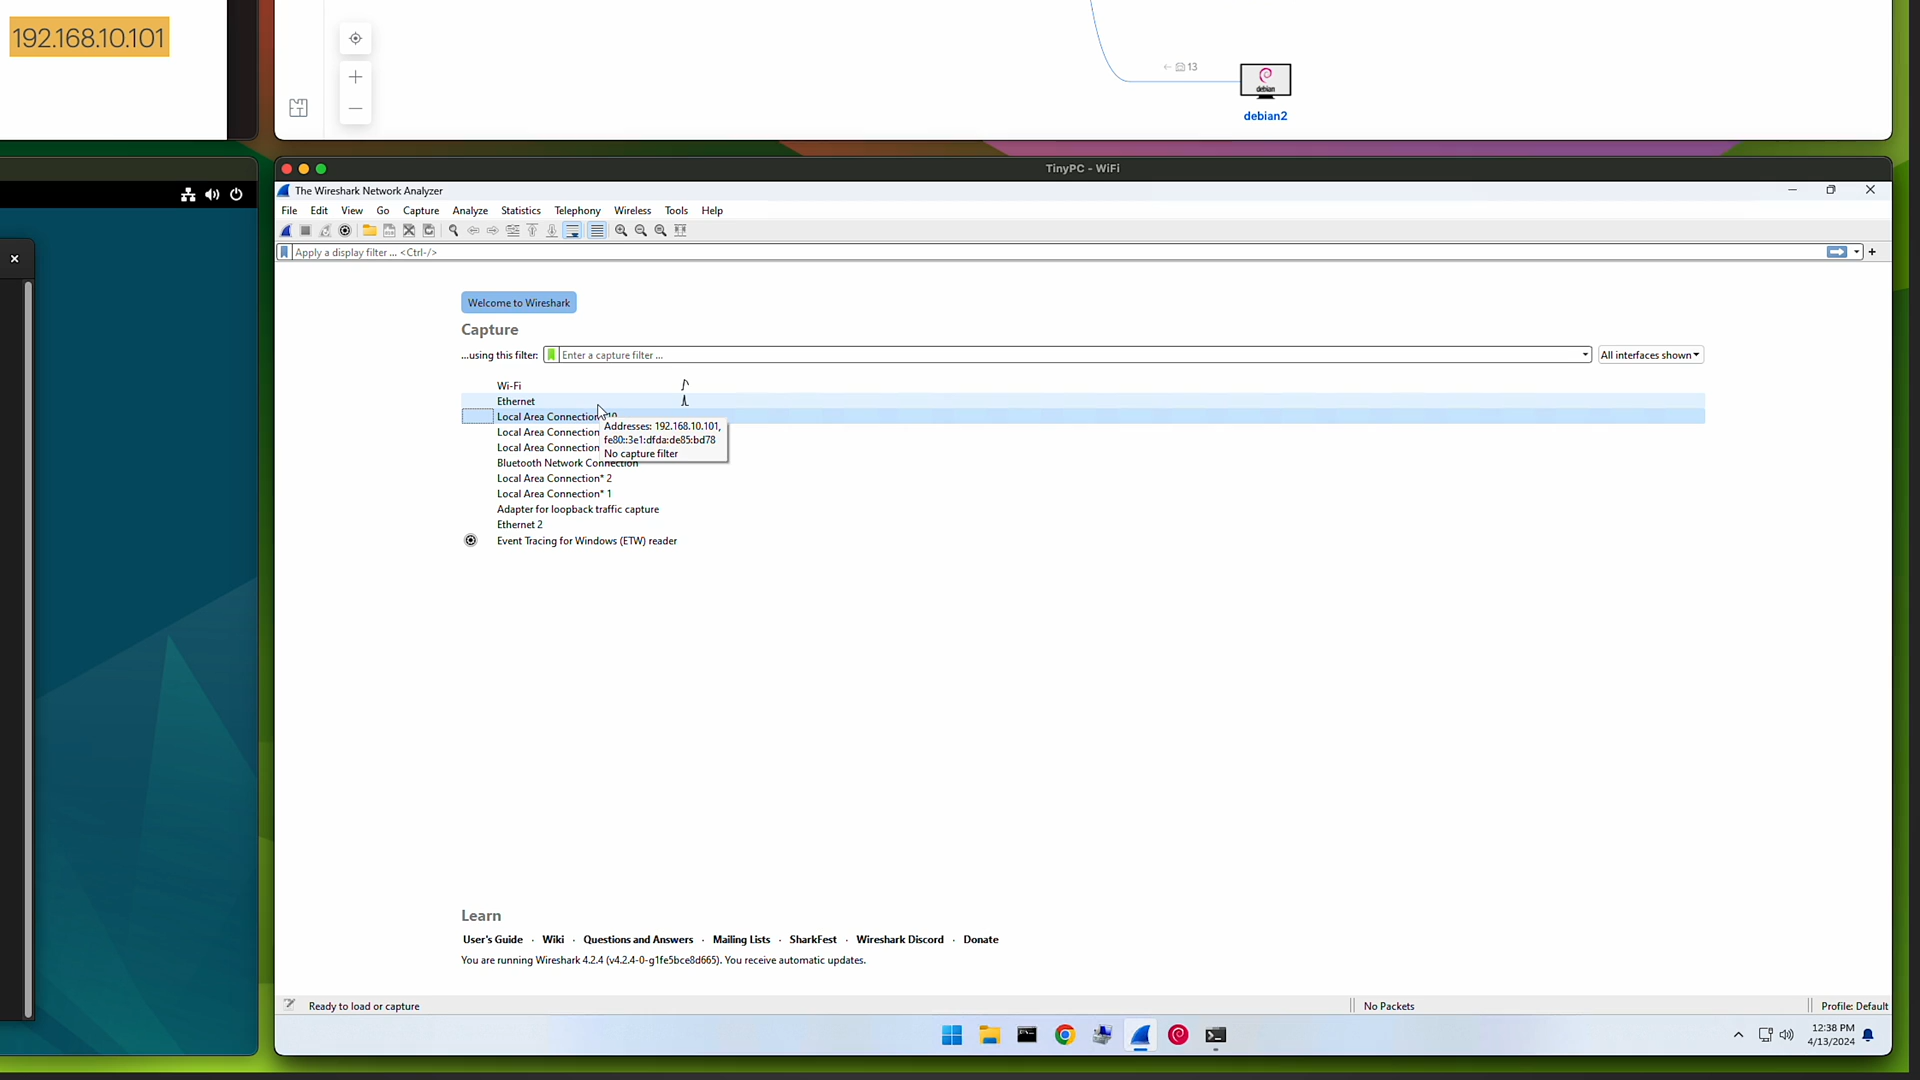 192.168.10.101
13
debian
debian2
TinyPC - WiFi
The Wireshark Network Analyzer
File Edit View Go Capture Analyze Statistics Telephony Wireless Tools Help
Apply a display filter ... <Ctrl-/>
Welcome to Wireshark
Capture
...using this filter: Enter a capture filter ... All interfaces shown
Wi-Fi
Ethernet
Local Area Connection
Addresses: 192.168.10.101,
fe80::3e1:dfda:de85:bd78
No capture filter
Local Area Connection
Local Area Connection
Bluetooth Network Connection
Local Area Connection* 2
Local Area Connection* 1
Adapter for loopback traffic capture
Ethernet 2
Event Tracing for Windows (ETW) reader
Learn
User's Guide · Wiki · Questions and Answers · Mailing Lists · SharkFest · Wireshark Discord · Donate
You are running Wireshark 4.2.4 (v4.2.4-0-g1fe5bce8d665). You receive automatic updates.
Ready to load or capture No Packets Profile: Default
12:38 PM
4/13/2024